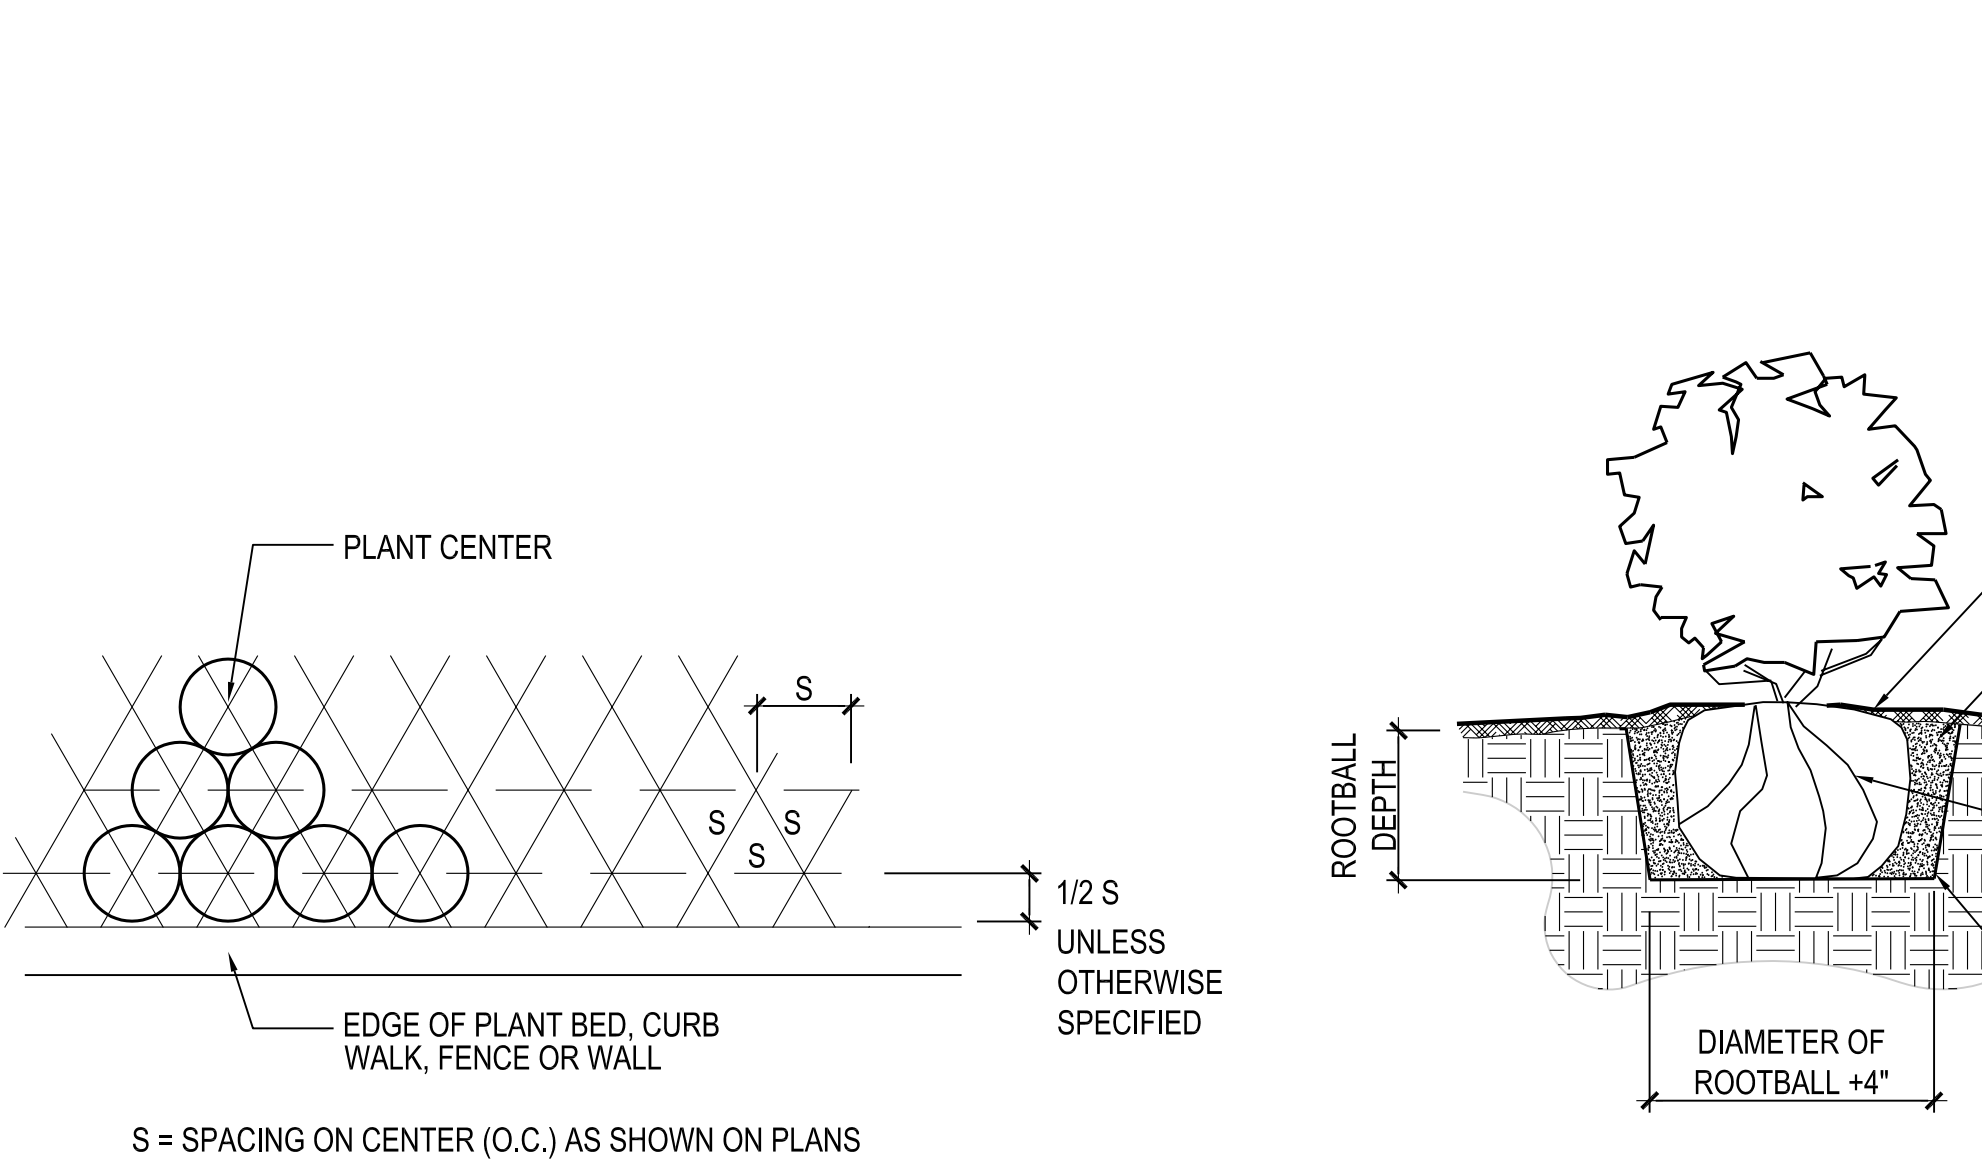 PLANT CENTER
S
S
S
S
1/2 S
UNLESS
OTHERWISE
SPECIFIED
EDGE OF PLANT BED, CURB
WALK, FENCE OR WALL
S = SPACING ON CENTER (O.C.) AS SHOWN ON PLANS
ROOTBALL
DEPTH
DIAMETER OF
ROOTBALL +4"